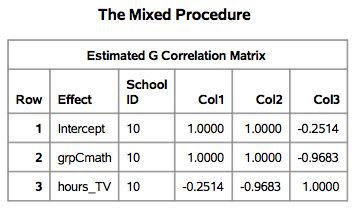 The Mixed Procedure
Estimated G Correlation Matrix
Row Effect School ID Col1 Col2 Col3
1 Intercept 10 1.0000 1.0000 -0.2514
2 grpCmath 10 1.0000 1.0000 -0.9683
3 hours_TV 10 -0.2514 -0.9683 1.0000